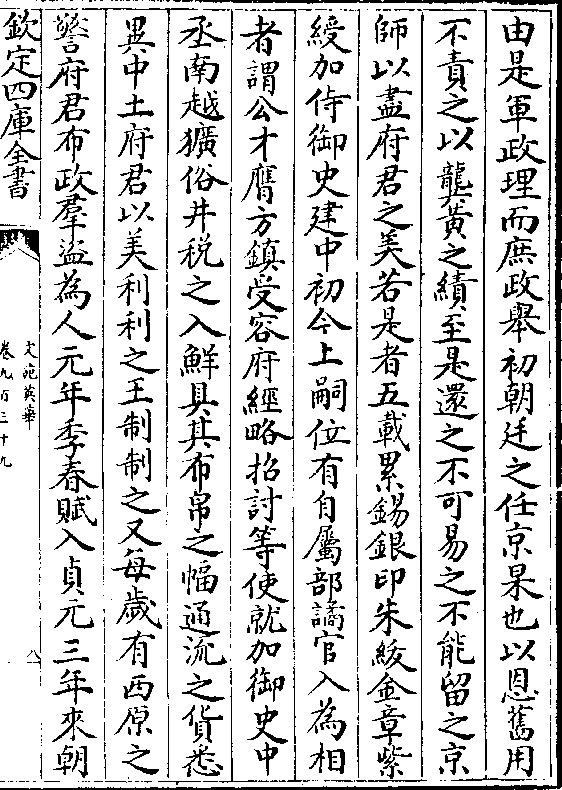 由是軍政理而庶政舉初朝廷之任京杲也以恩舊用
不責之以龔黃之績至是還之不可易之不能留之京
師以盡府君之美若是者五載累錫銀印朱紱金章紫
綬加侍御史建中初今上嗣位有自屬部謫官入為相
者謂公才膺方鎮受容府經略招討等使就加御史中
丞南越獷俗井稅之入鮮具其布帛之幅通流之貨悉
異中土府君以美利利之王制制之又每歲有西原之
警府君布政羣盜為人元年季春賦入貞元三年來朝
欽定四庫全書
文苑英華
卷九百三十九
八